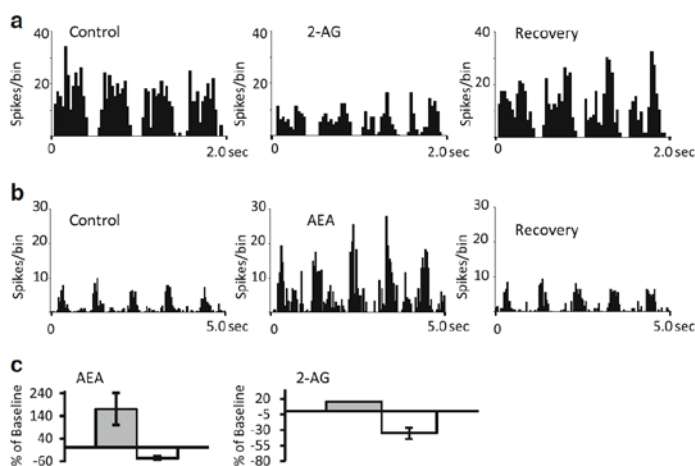 a
Control
2-AG
Recovery
Spikes/bin
40
20
0
2.0 sec
Spikes/bin
40
20
0
2.0 sec
Spikes/bin
40
20
0
2.0 sec
b
Control
AEA
Recovery
Spikes/bin
30
20
10
0
5.0 sec
Spikes/bin
30
20
10
0
5.0 sec
Spikes/bin
30
20
10
0
5.0 sec
c
AEA
% of Baseline
240
140
40
-60
2-AG
% of Baseline
20
-5
-30
-55
-80